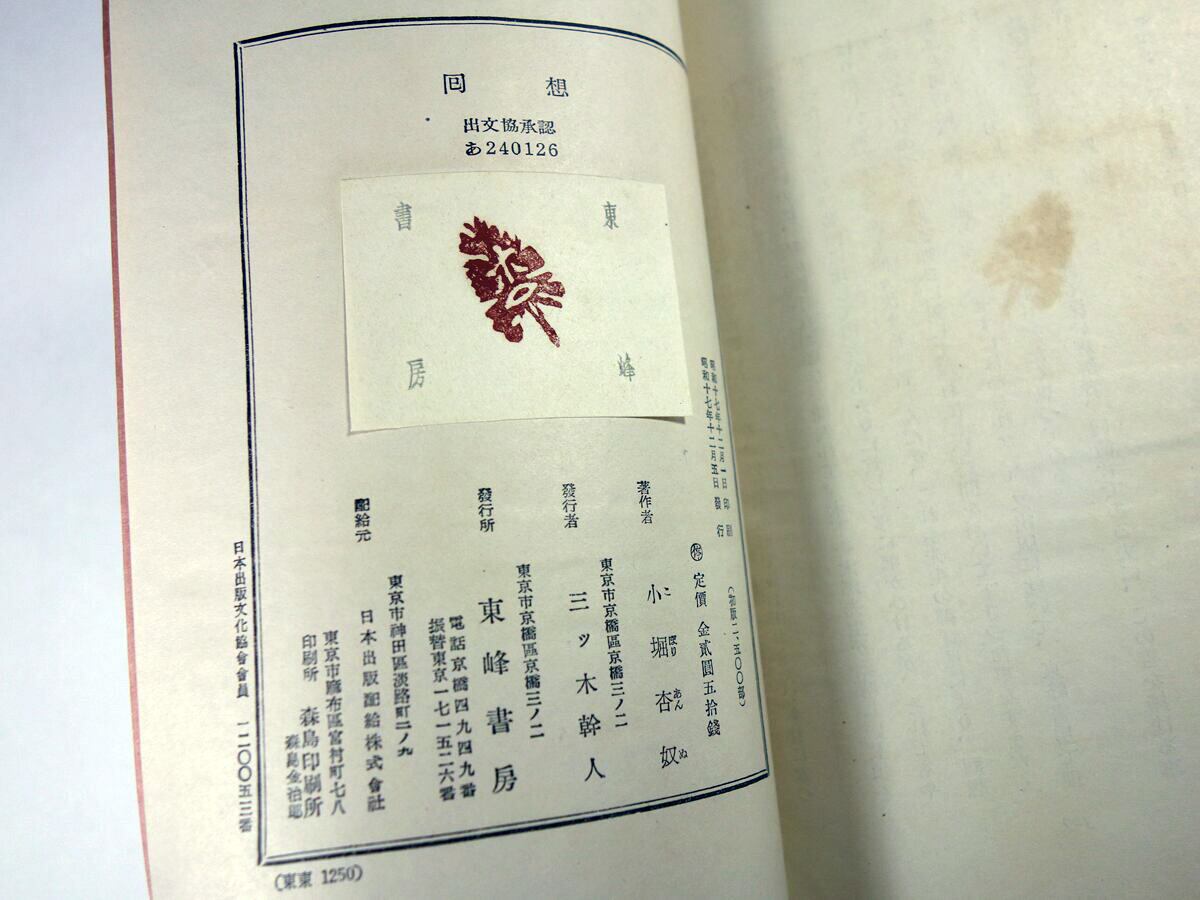 回想
出文協承認
あ240126
東峰書房
昭和十七年十二月一日印刷
昭和十七年十二月五日發行
(初版二、五〇〇部)
停 定價 金貳圓五拾錢
著作者 小堀杏奴
こ ぼり あん ぬ
東京市京橋區京橋三ノ二
發行者 三ツ木幹人
東京市京橋區京橋三ノ二
發行所 東峰書房
電話京橋四九四九番
振替東京一七一五二六番
東京市神田區淡路町二ノ九
配給元 日本出版配給株式會社
東京市麻布區宮村町七八
印刷所 森島印刷所
森島金治郎
日本出版文化協會會員 一二〇〇五三番
(東東 1250)